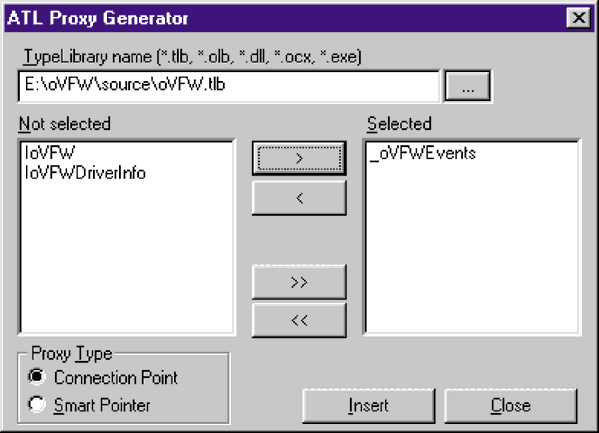 ATL Proxy Generator
TypeLibrary name (*.tlb, *.olb, *.dll, *.ocx, *.exe)
E:\oVFW\source\oVFW.tlb
...
Not selected
Selected
IoVFW
IoVFWDriverInfo
_oVFWEvents
>
<
>>
<<
Proxy Type
Connection Point
Smart Pointer
Insert
Close